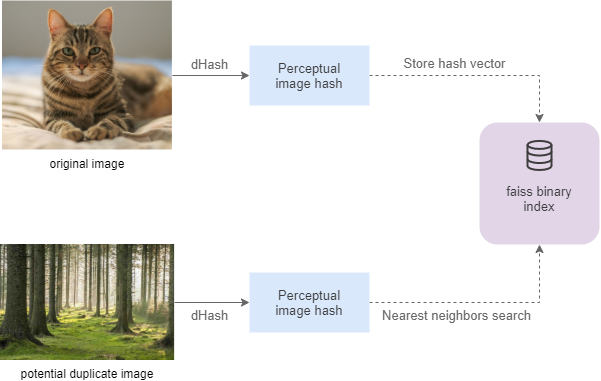 dHash
Perceptual
image hash
Store hash vector
original image
faiss binary
index
dHash
Perceptual
image hash
Nearest neighbors search
potential duplicate image